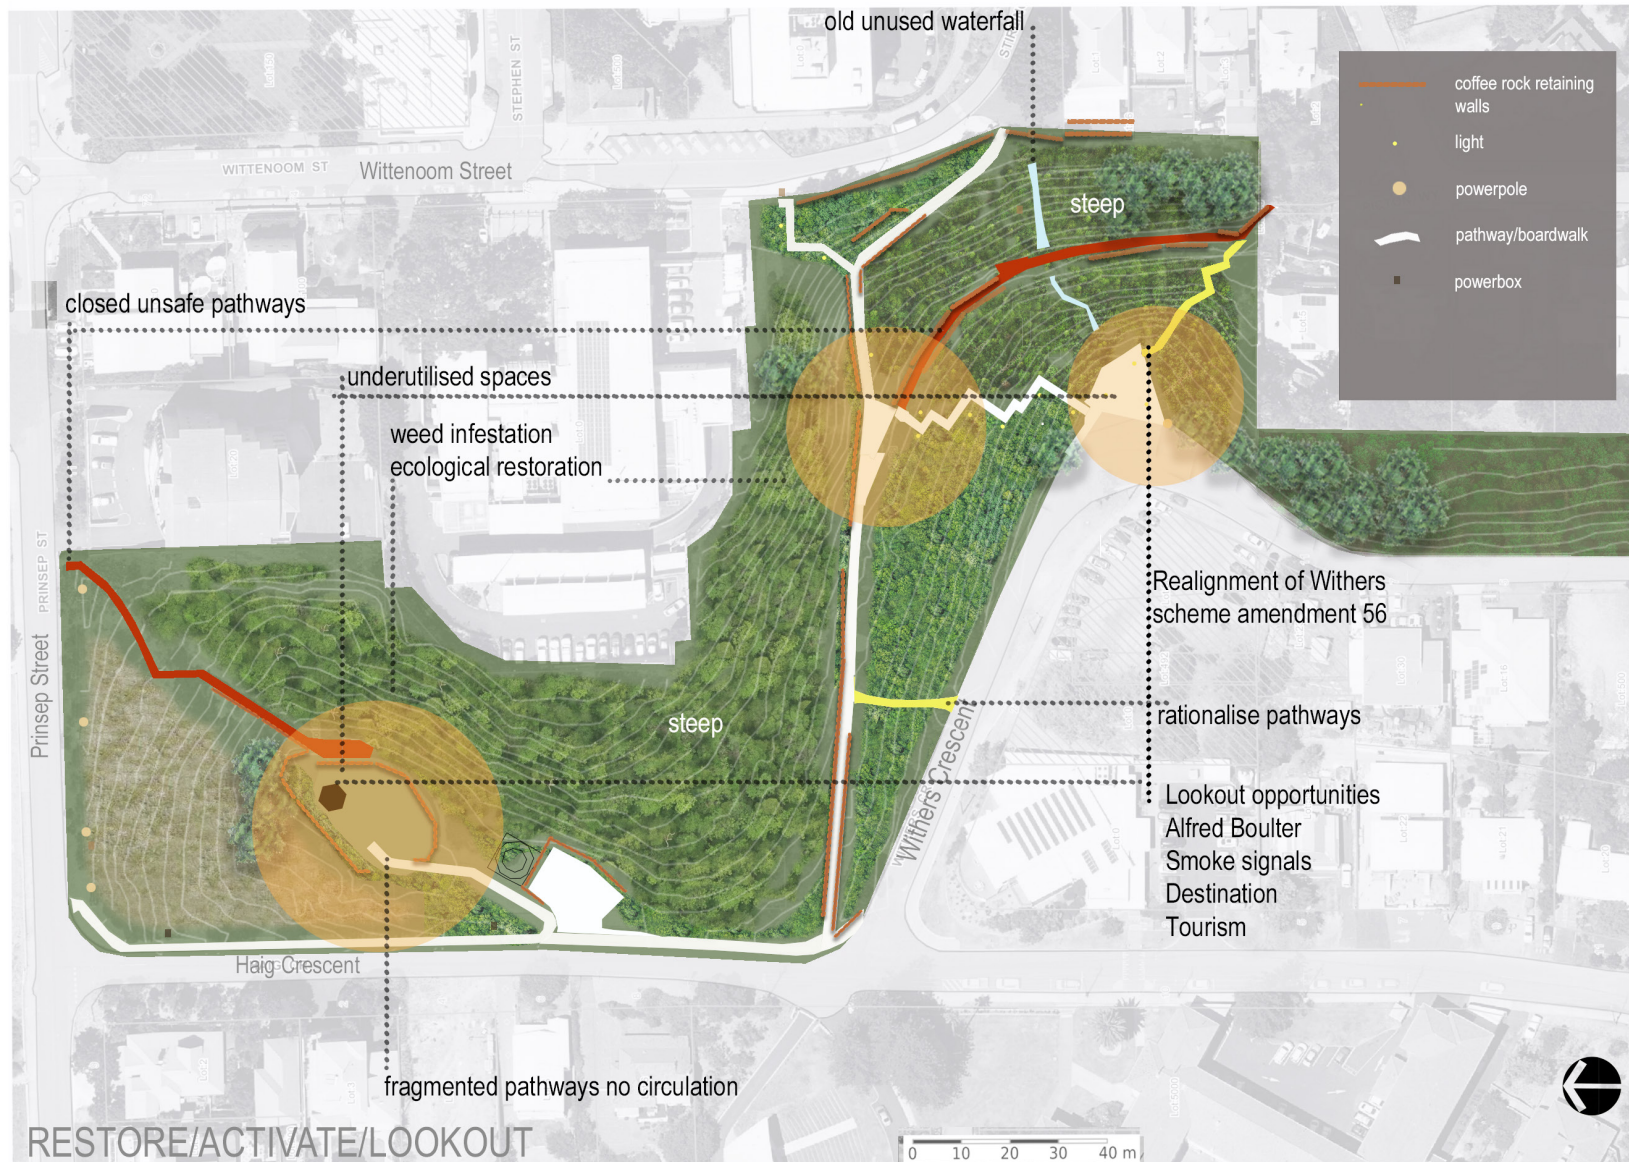 old unused waterfall
coffee rock retaining
walls
light
powerpole
pathway/boardwalk
powerbox
STEPHEN ST
WITTENOOM ST
Wittenoom Street
steep
closed unsafe pathways
underutilised spaces
weed infestation
ecological restoration
PRINSEP ST
Prinsep Street
Realignment of Withers
scheme amendment 56
steep
rationalise pathways
Withers Crescent
Lookout opportunities
Alfred Boulter
Smoke signals
Destination
Tourism
Haig Crescent
fragmented pathways no circulation
RESTORE/ACTIVATE/LOOKOUT
0 10 20 30 40 m